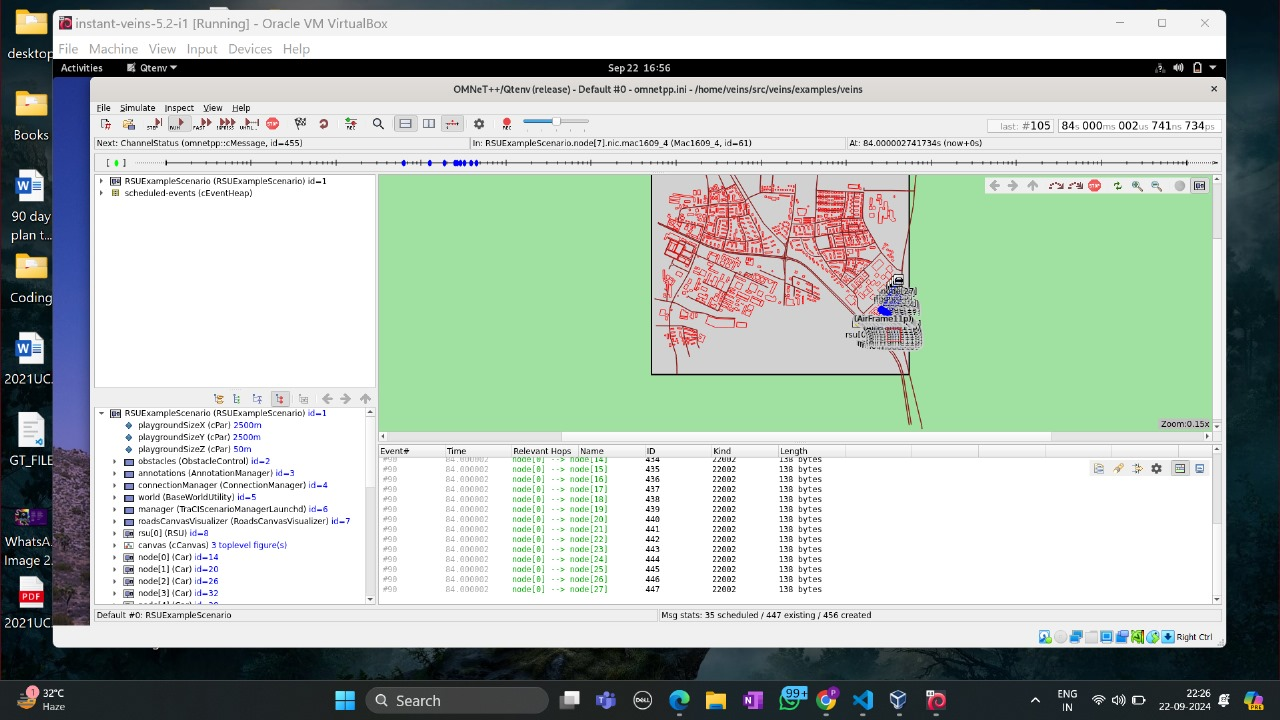 desktop
Books
90 day
plan t...
Coding
2021UC...
GT_FILE
WhatsA...
Image 2...
2021UC...
instant-veins-5.2-i1 [Running] - Oracle VM VirtualBox
File Machine View Input Devices Help
Activities Qtenv Sep 22 16:56
OMNeT++/Qtenv (release) - Default #0 - omnetpp.ini - /home/veins/src/veins/examples/veins
File Simulate Inspect View Help
last: #105 84s 000ms 002us 741ns 734ps
Next: ChannelStatus (omnetpp::cMessage, id=455) In: RSUExampleScenario.node[7].nic.mac1609_4 (Mac1609_4, id=61) At: 84.000002741734s (now+0s)
RSUExampleScenario (RSUExampleScenario) id=1
scheduled-events (cEventHeap)
(AirFrame11p)
Zoom:0.15x
RSUExampleScenario (RSUExampleScenario) id=1
playgroundSizeX (cPar) 2500m
playgroundSizeY (cPar) 2500m
playgroundSizeZ (cPar) 50m
obstacles (ObstacleControl) id=2
annotations (AnnotationManager) id=3
connectionManager (ConnectionManager) id=4
world (BaseWorldUtility) id=5
manager (TraCIScenarioManagerLaunchd) id=6
roadsCanvasVisualizer (RoadsCanvasVisualizer) id=7
rsu[0] (RSU) id=8
canvas (cCanvas) 3 toplevel figure(s)
node[0] (Car) id=14
node[1] (Car) id=20
node[2] (Car) id=26
node[3] (Car) id=32
Event# Time Relevant Hops Name ID Kind Length
#90 84.000002 node[0] --> node[14] 434 22002 138 bytes
#90 84.000002 node[0] --> node[15] 435 22002 138 bytes
#90 84.000002 node[0] --> node[16] 436 22002 138 bytes
#90 84.000002 node[0] --> node[17] 437 22002 138 bytes
#90 84.000002 node[0] --> node[18] 438 22002 138 bytes
#90 84.000002 node[0] --> node[19] 439 22002 138 bytes
#90 84.000002 node[0] --> node[20] 440 22002 138 bytes
#90 84.000002 node[0] --> node[21] 441 22002 138 bytes
#90 84.000002 node[0] --> node[22] 442 22002 138 bytes
#90 84.000002 node[0] --> node[23] 443 22002 138 bytes
#90 84.000002 node[0] --> node[24] 444 22002 138 bytes
#90 84.000002 node[0] --> node[25] 445 22002 138 bytes
#90 84.000002 node[0] --> node[26] 446 22002 138 bytes
#90 84.000002 node[0] --> node[27] 447 22002 138 bytes
Default #0: RSUExampleScenario Msg stats: 35 scheduled / 447 existing / 456 created
Right Ctrl
1 32°C
Haze
Search
99+
ENG
IN
22:26
22-09-2024